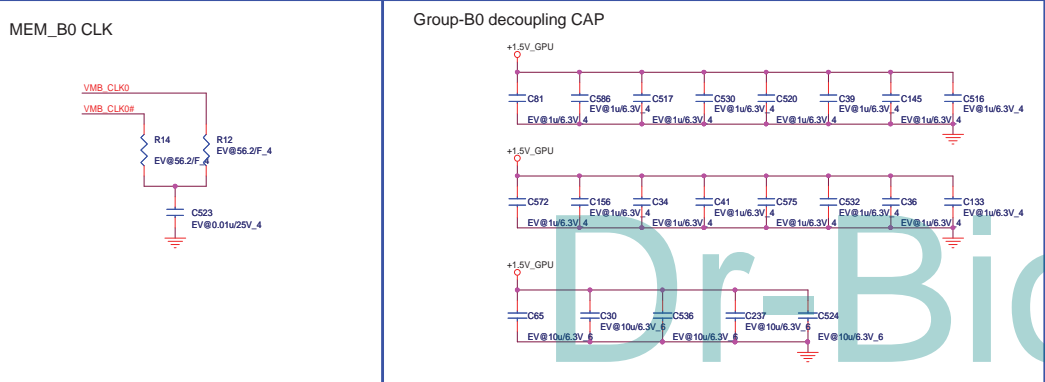 MEM_B0 CLK
VMB_CLK0
VMB_CLK0#
R14
EV@56.2/F_4
R12
EV@56.2/F_4
C523
EV@0.01u/25V_4
Group-B0 decoupling CAP
+1.5V_GPU
C81
EV@1u/6.3V_4
C586
EV@1u/6.3V_4
C517
EV@1u/6.3V_4
C530
EV@1u/6.3V_4
C520
EV@1u/6.3V_4
C39
EV@1u/6.3V_4
C145
EV@1u/6.3V_4
C516
EV@1u/6.3V_4
+1.5V_GPU
C572
EV@1u/6.3V_4
C156
EV@1u/6.3V_4
C34
EV@1u/6.3V_4
C41
EV@1u/6.3V_4
C575
EV@1u/6.3V_4
C532
EV@1u/6.3V_4
C36
EV@1u/6.3V_4
C133
EV@1u/6.3V_4
+1.5V_GPU
C65
EV@10u/6.3V_6
C30
EV@10u/6.3V_6
C536
EV@10u/6.3V_6
C237
EV@10u/6.3V_6
C524
EV@10u/6.3V_6
Dr-Bi